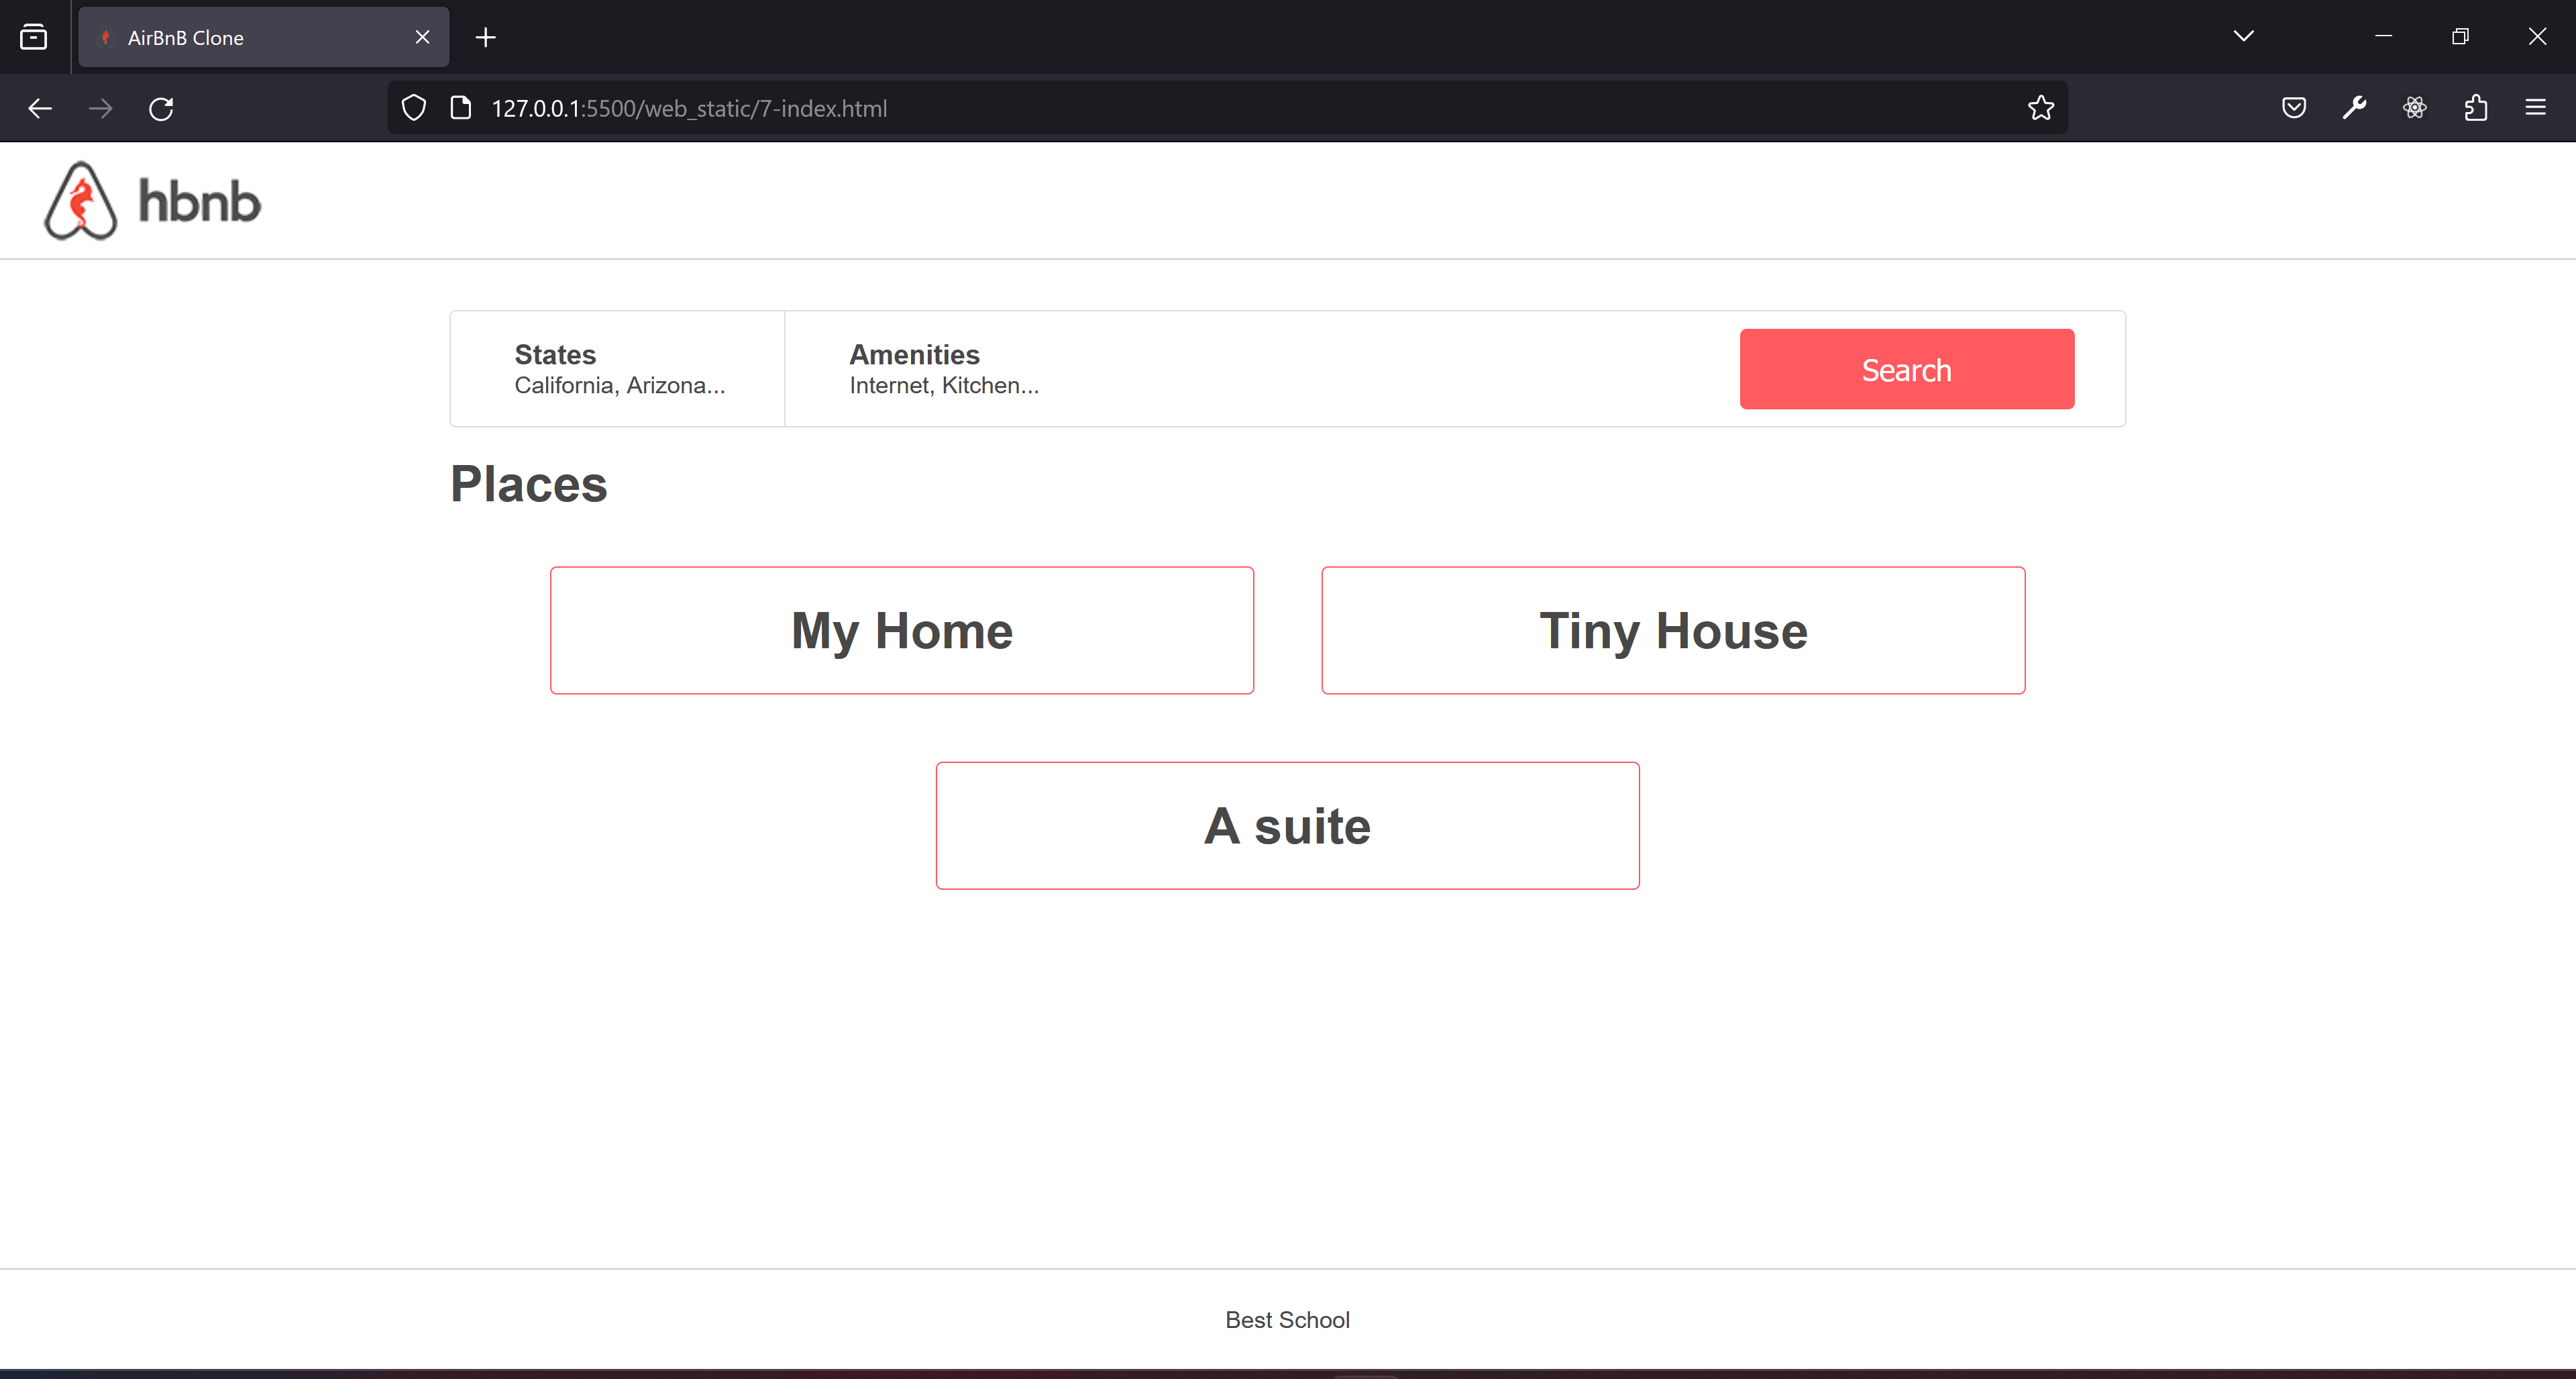 AirBnB Clone
127.0.0.1:5500/web_static/7-index.html
hbnb
States
California, Arizona...
Amenities
Internet, Kitchen...
Search
Places
My Home
Tiny House
A suite
Best School